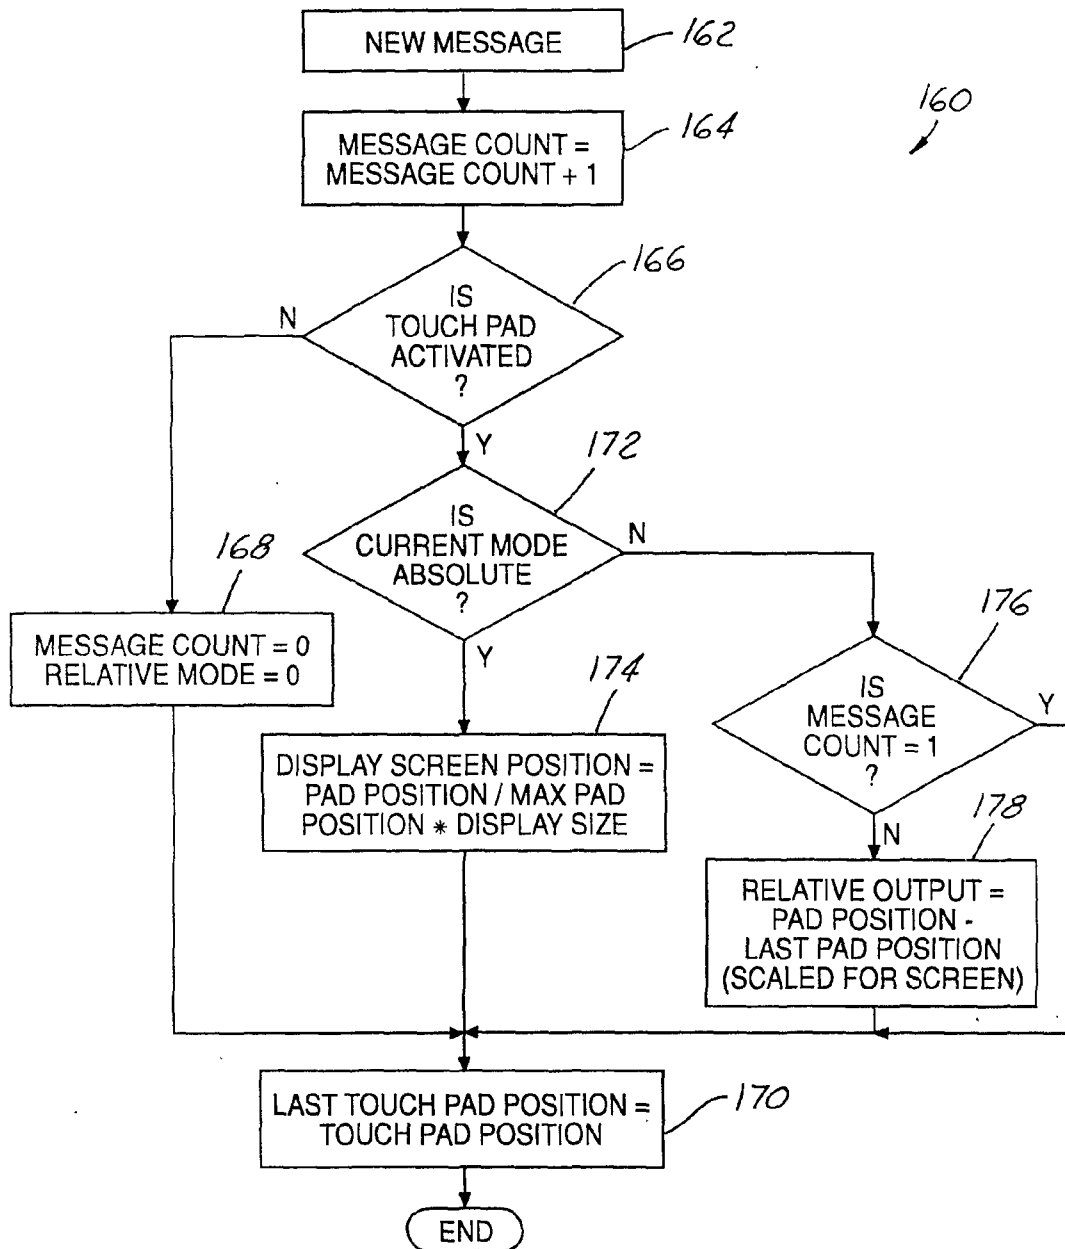 NEW MESSAGE
162
160
MESSAGE COUNT =
MESSAGE COUNT + 1
164
IS
TOUCH PAD
ACTIVATED
?
166
N
Y
IS
CURRENT MODE
ABSOLUTE
?
172
N
Y
168
MESSAGE COUNT = 0
RELATIVE MODE = 0
174
DISPLAY SCREEN POSITION =
PAD POSITION / MAX PAD
POSITION * DISPLAY SIZE
176
IS
MESSAGE
COUNT = 1
?
Y
N
178
RELATIVE OUTPUT =
PAD POSITION -
LAST PAD POSITION
(SCALED FOR SCREEN)
LAST TOUCH PAD POSITION =
TOUCH PAD POSITION
170
END